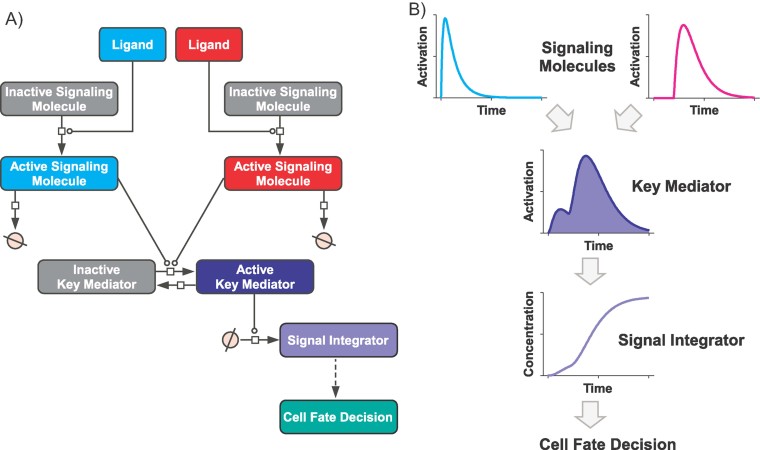 A)
Ligand
Ligand
Inactive Signaling
Molecule
Inactive Signaling
Molecule
Active Signaling
Molecule
Active Signaling
Molecule
Inactive
Key Mediator
Active
Key Mediator
Signal Integrator
Cell Fate Decision
B)
Activation
Time
Signaling
Molecules
Activation
Time
Activation
Time
Key Mediator
Concentration
Time
Signal Integrator
Cell Fate Decision